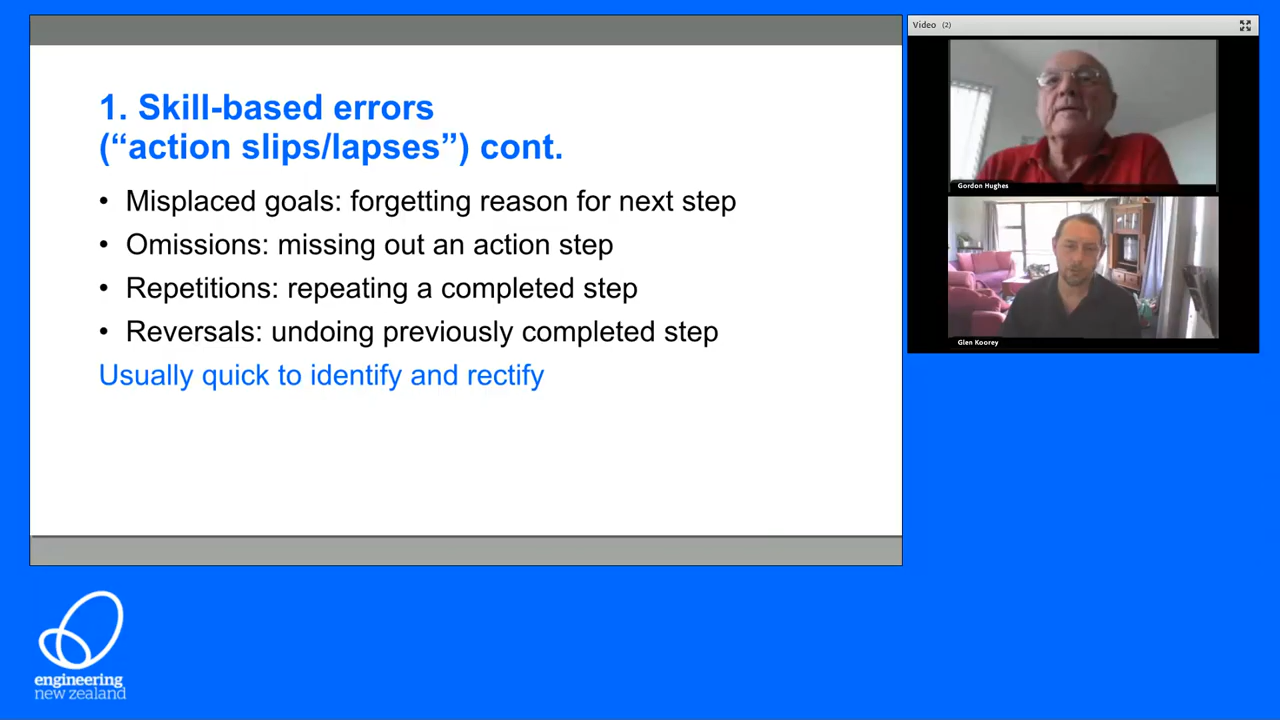 1. Skill-based errors
(“action slips/lapses”) cont.
• Misplaced goals: forgetting reason for next step
• Omissions: missing out an action step
• Repetitions: repeating a completed step
• Reversals: undoing previously completed step
Usually quick to identify and rectify
Video (2)
Gordon Hughes
Glen Koorey
engineering
new zealand